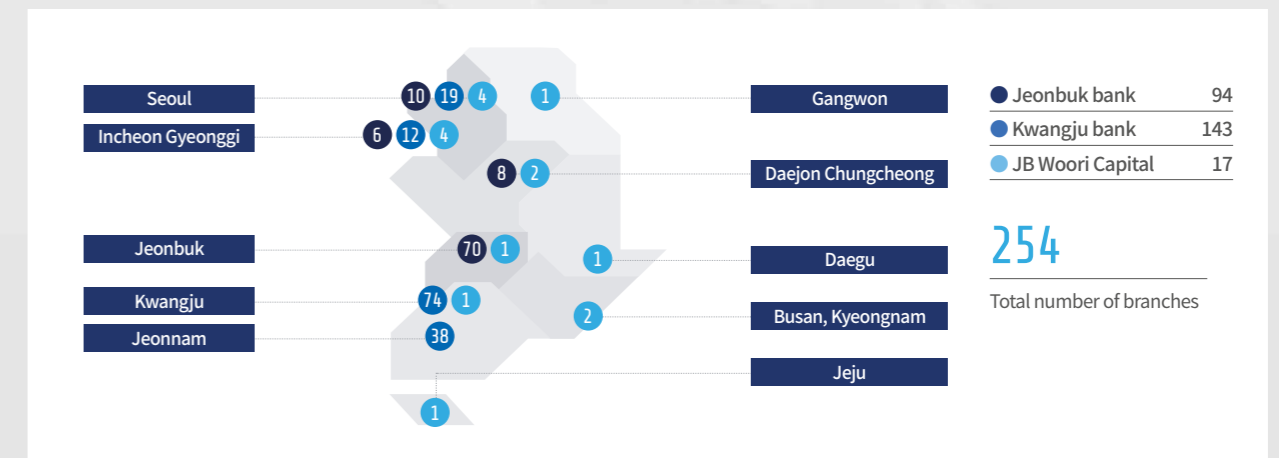 Seoul 10 19 4
Incheon Gyeonggi 6 12 4
Jeonbuk 70 1
Kwangju 74 1
Jeonnam 38
1 Gangwon
8 2 Daejon Chungcheong
1 Daegu
2 Busan, Kyeongnam
Jeju
1
Jeonbuk bank 94
Kwangju bank 143
JB Woori Capital 17
254
Total number of branches